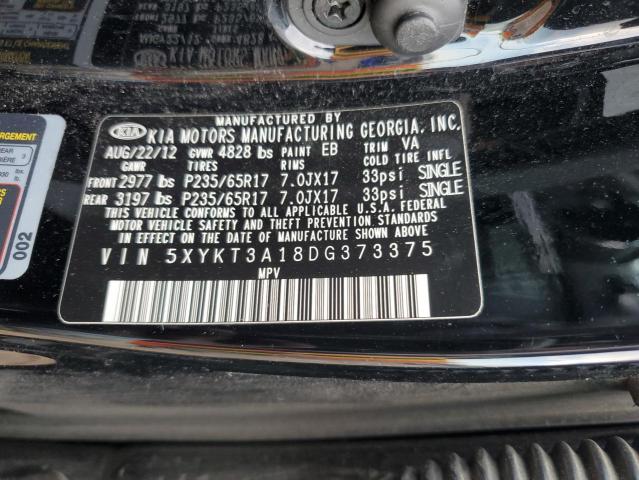 MANUFACTURED BY
KIA KIA MOTORS MANUFACTURING GEORGIA, INC.
AUG/22/12 GVWR 4828 lbs PAINT EB TRIM VA
GAWR TIRES RIMS COLD TIRE INFL
FRONT 2977 lbs P235/65R17 7.0JX17 33psi SINGLE
REAR 3197 lbs P235/65R17 7.0JX17 33psi SINGLE
THIS VEHICLE CONFORMS TO ALL APPLICABLE U.S.A. FEDERAL
MOTOR VEHICLE SAFETY AND THEFT PREVENTION STANDARDS
IN EFFECT ON THE DATE OF MANUFACTURE SHOWN ABOVE.
VIN 5XYKT3A18DG373375
MPV
002